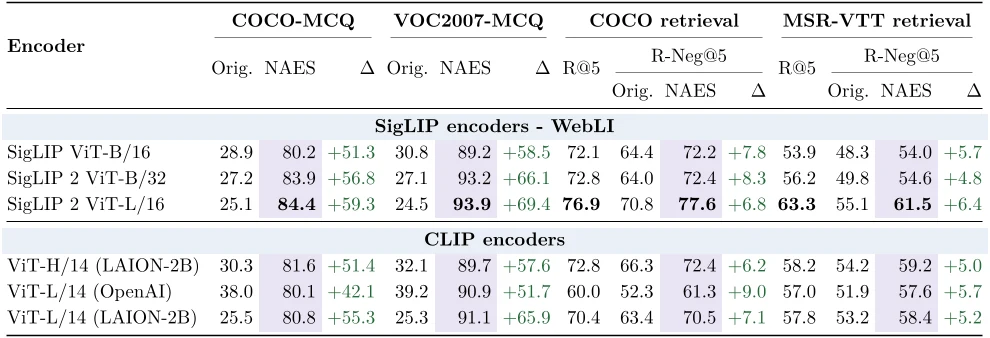 COCO-MCQ VOC2007-MCQ COCO retrieval MSR-VTT retrieval
Encoder
R-Neg@5 R-Neg@5
Orig. NAES Δ Orig. NAES Δ R@5 R@5
Orig. NAES Δ Orig. NAES Δ
SigLIP encoders - WebLI
SigLIP ViT-B/16 28.9 80.2 +51.3 30.8 89.2 +58.5 72.1 64.4 72.2 +7.8 53.9 48.3 54.0 +5.7
SigLIP 2 ViT-B/32 27.2 83.9 +56.8 27.1 93.2 +66.1 72.8 64.0 72.4 +8.3 56.2 49.8 54.6 +4.8
SigLIP 2 ViT-L/16 25.1 84.4 +59.3 24.5 93.9 +69.4 76.9 70.8 77.6 +6.8 63.3 55.1 61.5 +6.4
CLIP encoders
ViT-H/14 (LAION-2B) 30.3 81.6 +51.4 32.1 89.7 +57.6 72.8 66.3 72.4 +6.2 58.2 54.2 59.2 +5.0
ViT-L/14 (OpenAI) 38.0 80.1 +42.1 39.2 90.9 +51.7 60.0 52.3 61.3 +9.0 57.0 51.9 57.6 +5.7
ViT-L/14 (LAION-2B) 25.5 80.8 +55.3 25.3 91.1 +65.9 70.4 63.4 70.5 +7.1 57.8 53.2 58.4 +5.2